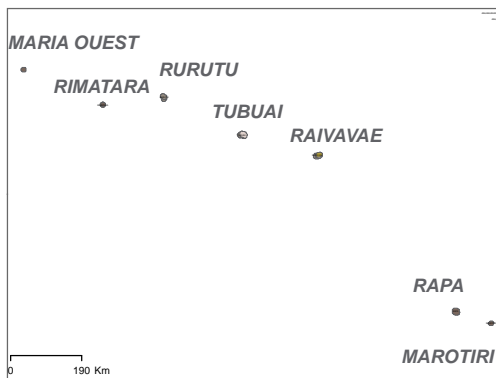 MARIA OUEST
RURUTU
RIMATARA
TUBUAI
RAIVAVAE
RAPA
MAROTIRI
0 190 Km